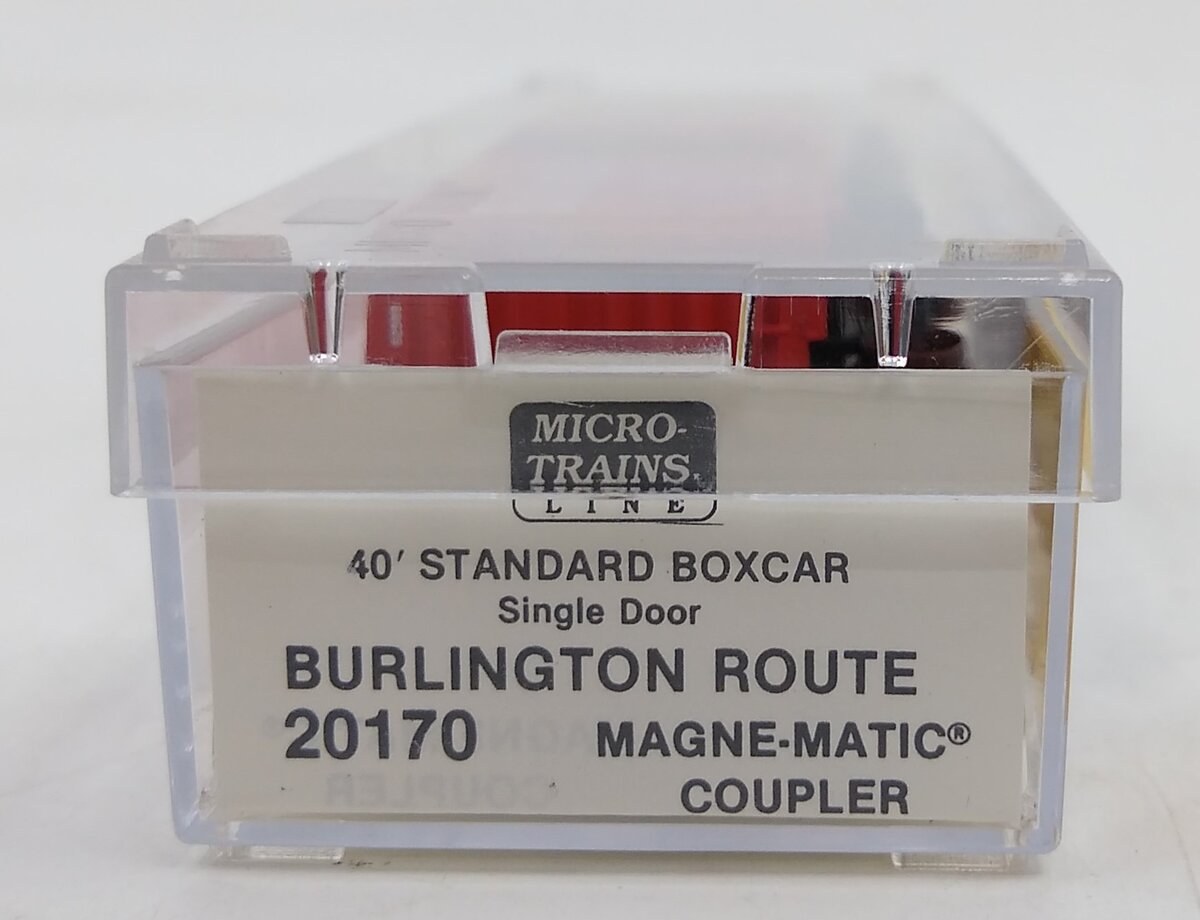 MICRO-
TRAINS®
LINE
40' STANDARD BOXCAR
Single Door
BURLINGTON ROUTE
20170 MAGNE-MATIC®
COUPLER